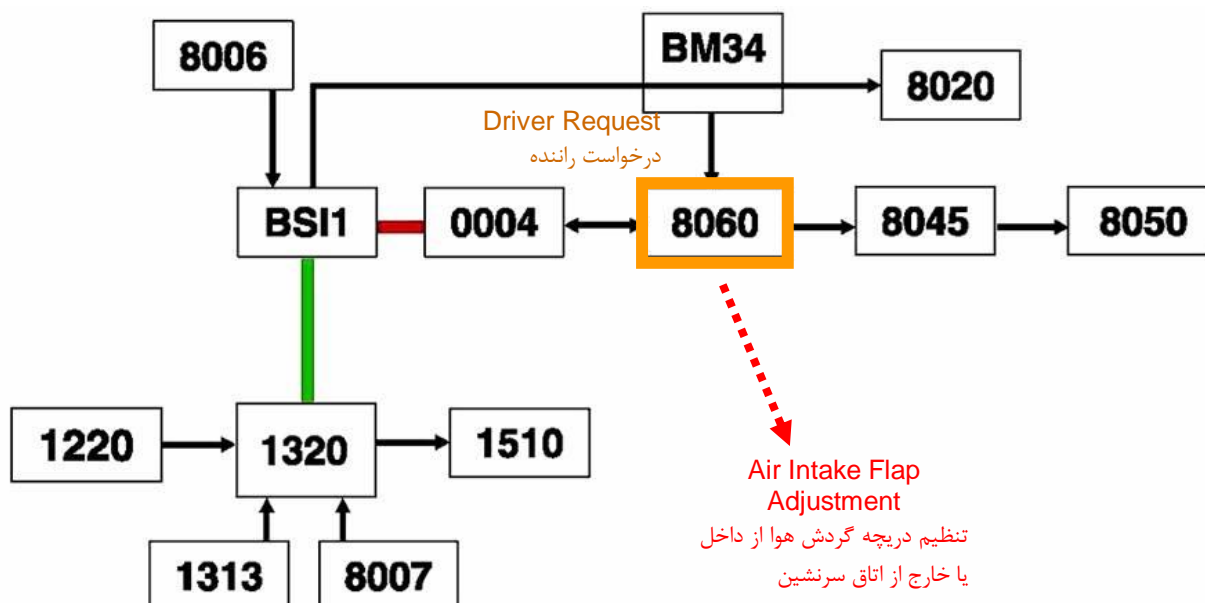 8006
BM34
8020
Driver Request
درخواست راننده
BSI1
0004
8060
8045
8050
1220
1320
1510
Air Intake Flap
Adjustment
تنظیم دریچه گردش هوا از داخل
یا خارج از اتاق سرنشین
1313
8007